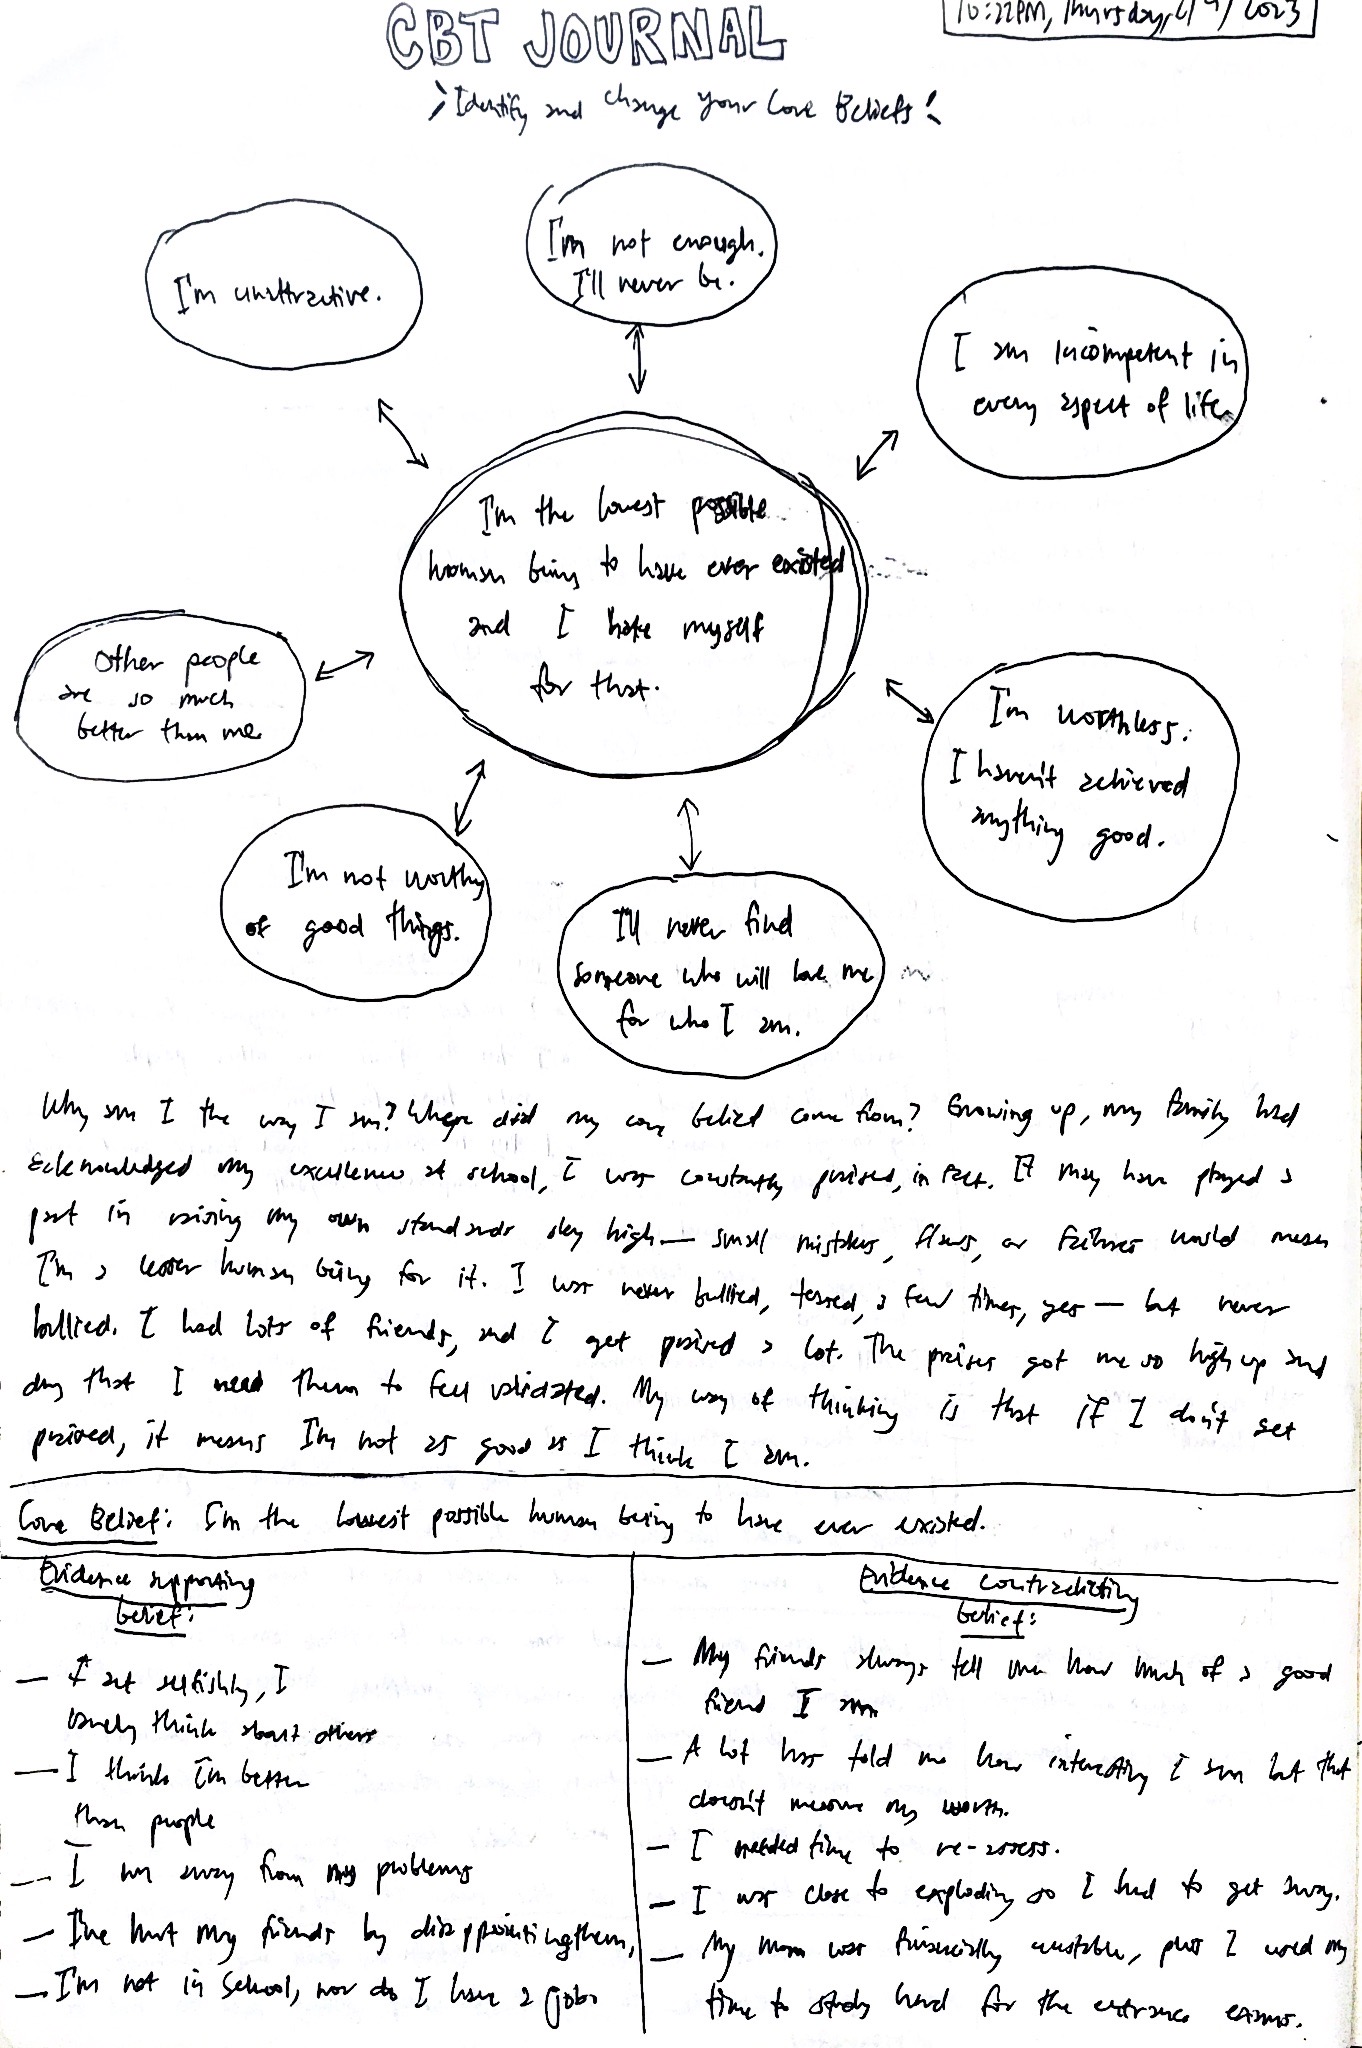 10:22PM, Thursday, 2023
CBT JOURNAL
Identify and change your Core Beliefs!
I'm unattractive.
I'm not enough.
I'll never be.
I am incompetent in
every aspect of life
I'm the lowest possible
human being to have ever existed
and I hate myself
for that.
Other people
are so much
better than me.
I'm worthless.
I haven't achieved
anything good.
I'm not worthy
of good things.
I'll never find
someone who will love me
for who I am.
Why am I the way I am? Where did my core belief come from? Growing up, my family had
acknowledged my excellence at school, I was constantly praised, in fact. It may have played a
part in raising my own standards sky high— small mistakes, flaws, or failures would mean
I'm a lesser human being for it. I was never bullied, teased, a few times, yes — but never
bullied. I had lots of friends, and I get praised a lot. The praises got me so high up and
that I need them to feel validated. My way of thinking is that if I don't get
praised, it means I'm not as good as I think I am.
Core Belief: I'm the lowest possible human being to have ever existed.
Evidence supporting
belief:
— I act selfishly, I
rarely think about others
— I think I'm better
than people
— I run away from my problems
— I've hurt my friends by disappointing them,
— I'm not in school, nor do I have a job.
Evidence contradicting
belief:
— My friends always tell me how much of a good
friend I am
— A lot has told me how interesting I am but that
doesn't measure my worth.
— I needed time to re-assess.
— I was close to exploding so I had to get away.
— My mom was financially unstable, plus I used my
time to study hard for the entrance exams.